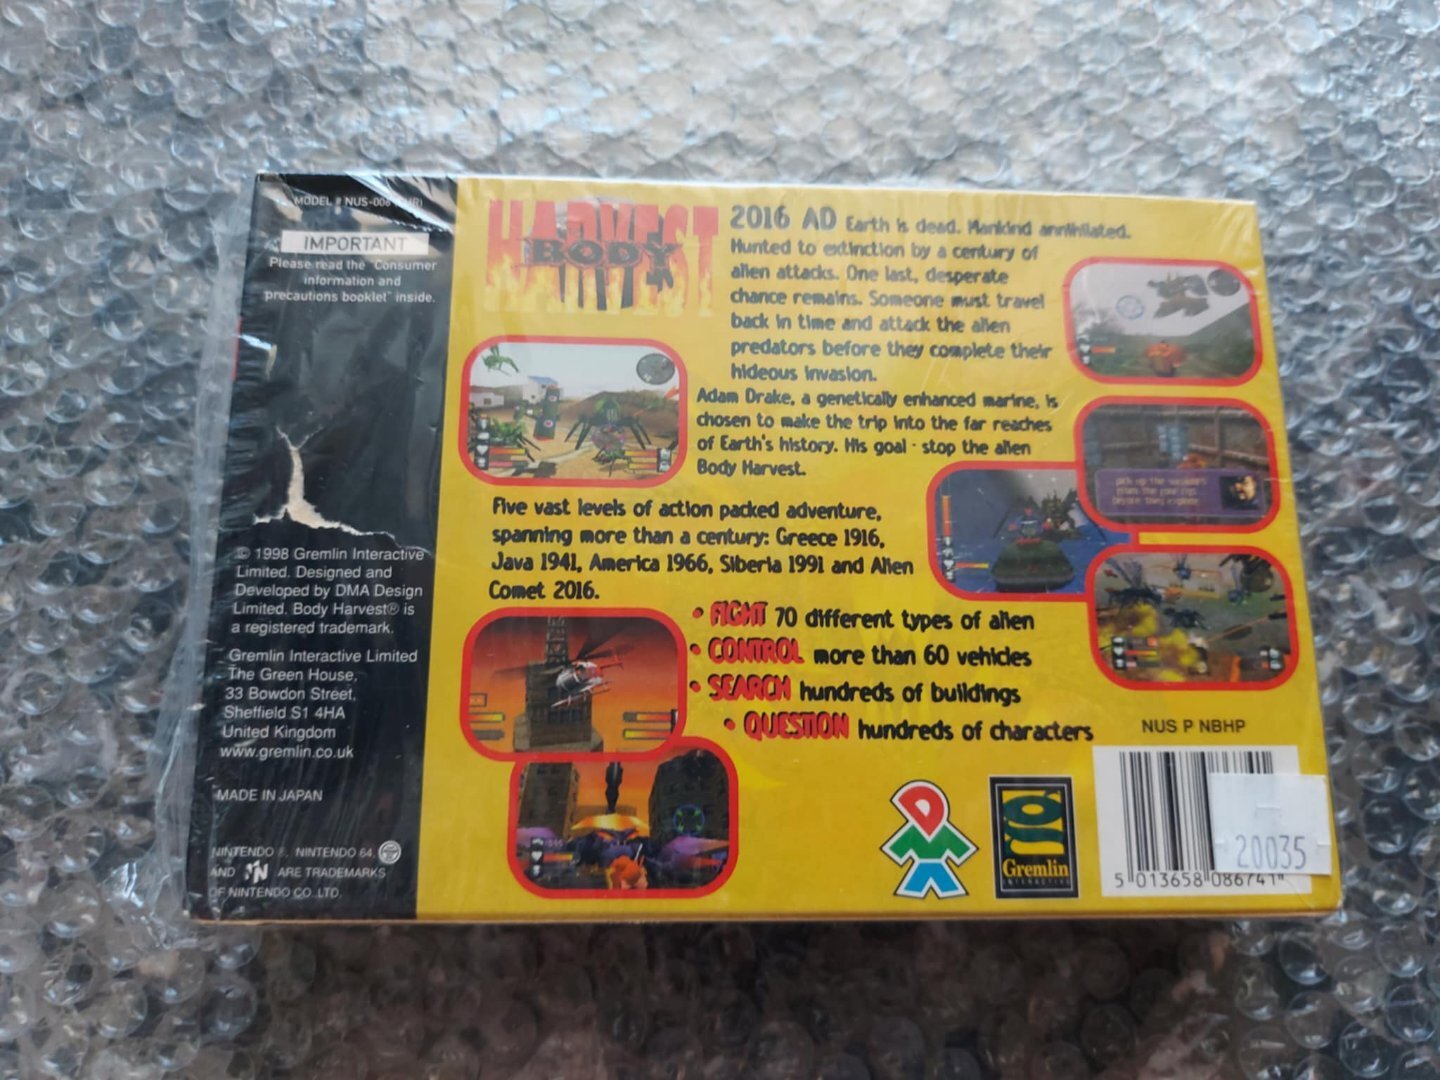 MODEL # NUS-006 (EUR)
IMPORTANT
Please read the "Consumer
information and
precautions booklet" inside.
© 1998 Gremlin Interactive
Limited. Designed and
Developed by DMA Design
Limited. Body Harvest® is
a registered trademark.
Gremlin Interactive Limited
The Green House,
33 Bowdon Street,
Sheffield S1 4HA
United Kingdom
www.gremlin.co.uk
MADE IN JAPAN
NINTENDO ®, NINTENDO 64,
AND N ARE TRADEMARKS
OF NINTENDO CO. LTD.
HARVEST
BODY
2016 AD Earth is dead. Mankind annihilated.
Hunted to extinction by a century of
alien attacks. One last, desperate
chance remains. Someone must travel
back in time and attack the alien
predators before they complete their
hideous invasion.
Adam Drake, a genetically enhanced marine, is
chosen to make the trip into the far reaches
of Earth's history. His goal - stop the alien
Body Harvest.
Five vast levels of action packed adventure,
spanning more than a century: Greece 1916,
Java 1941, America 1966, Siberia 1991 and Alien
Comet 2016.
• FIGHT 70 different types of alien
• CONTROL more than 60 vehicles
• SEARCH hundreds of buildings
• QUESTION hundreds of characters
pick up the
before they explode
NUS P NBHP
DMA
Gremlin
INTERACTIVE
20035
5 013658 086741